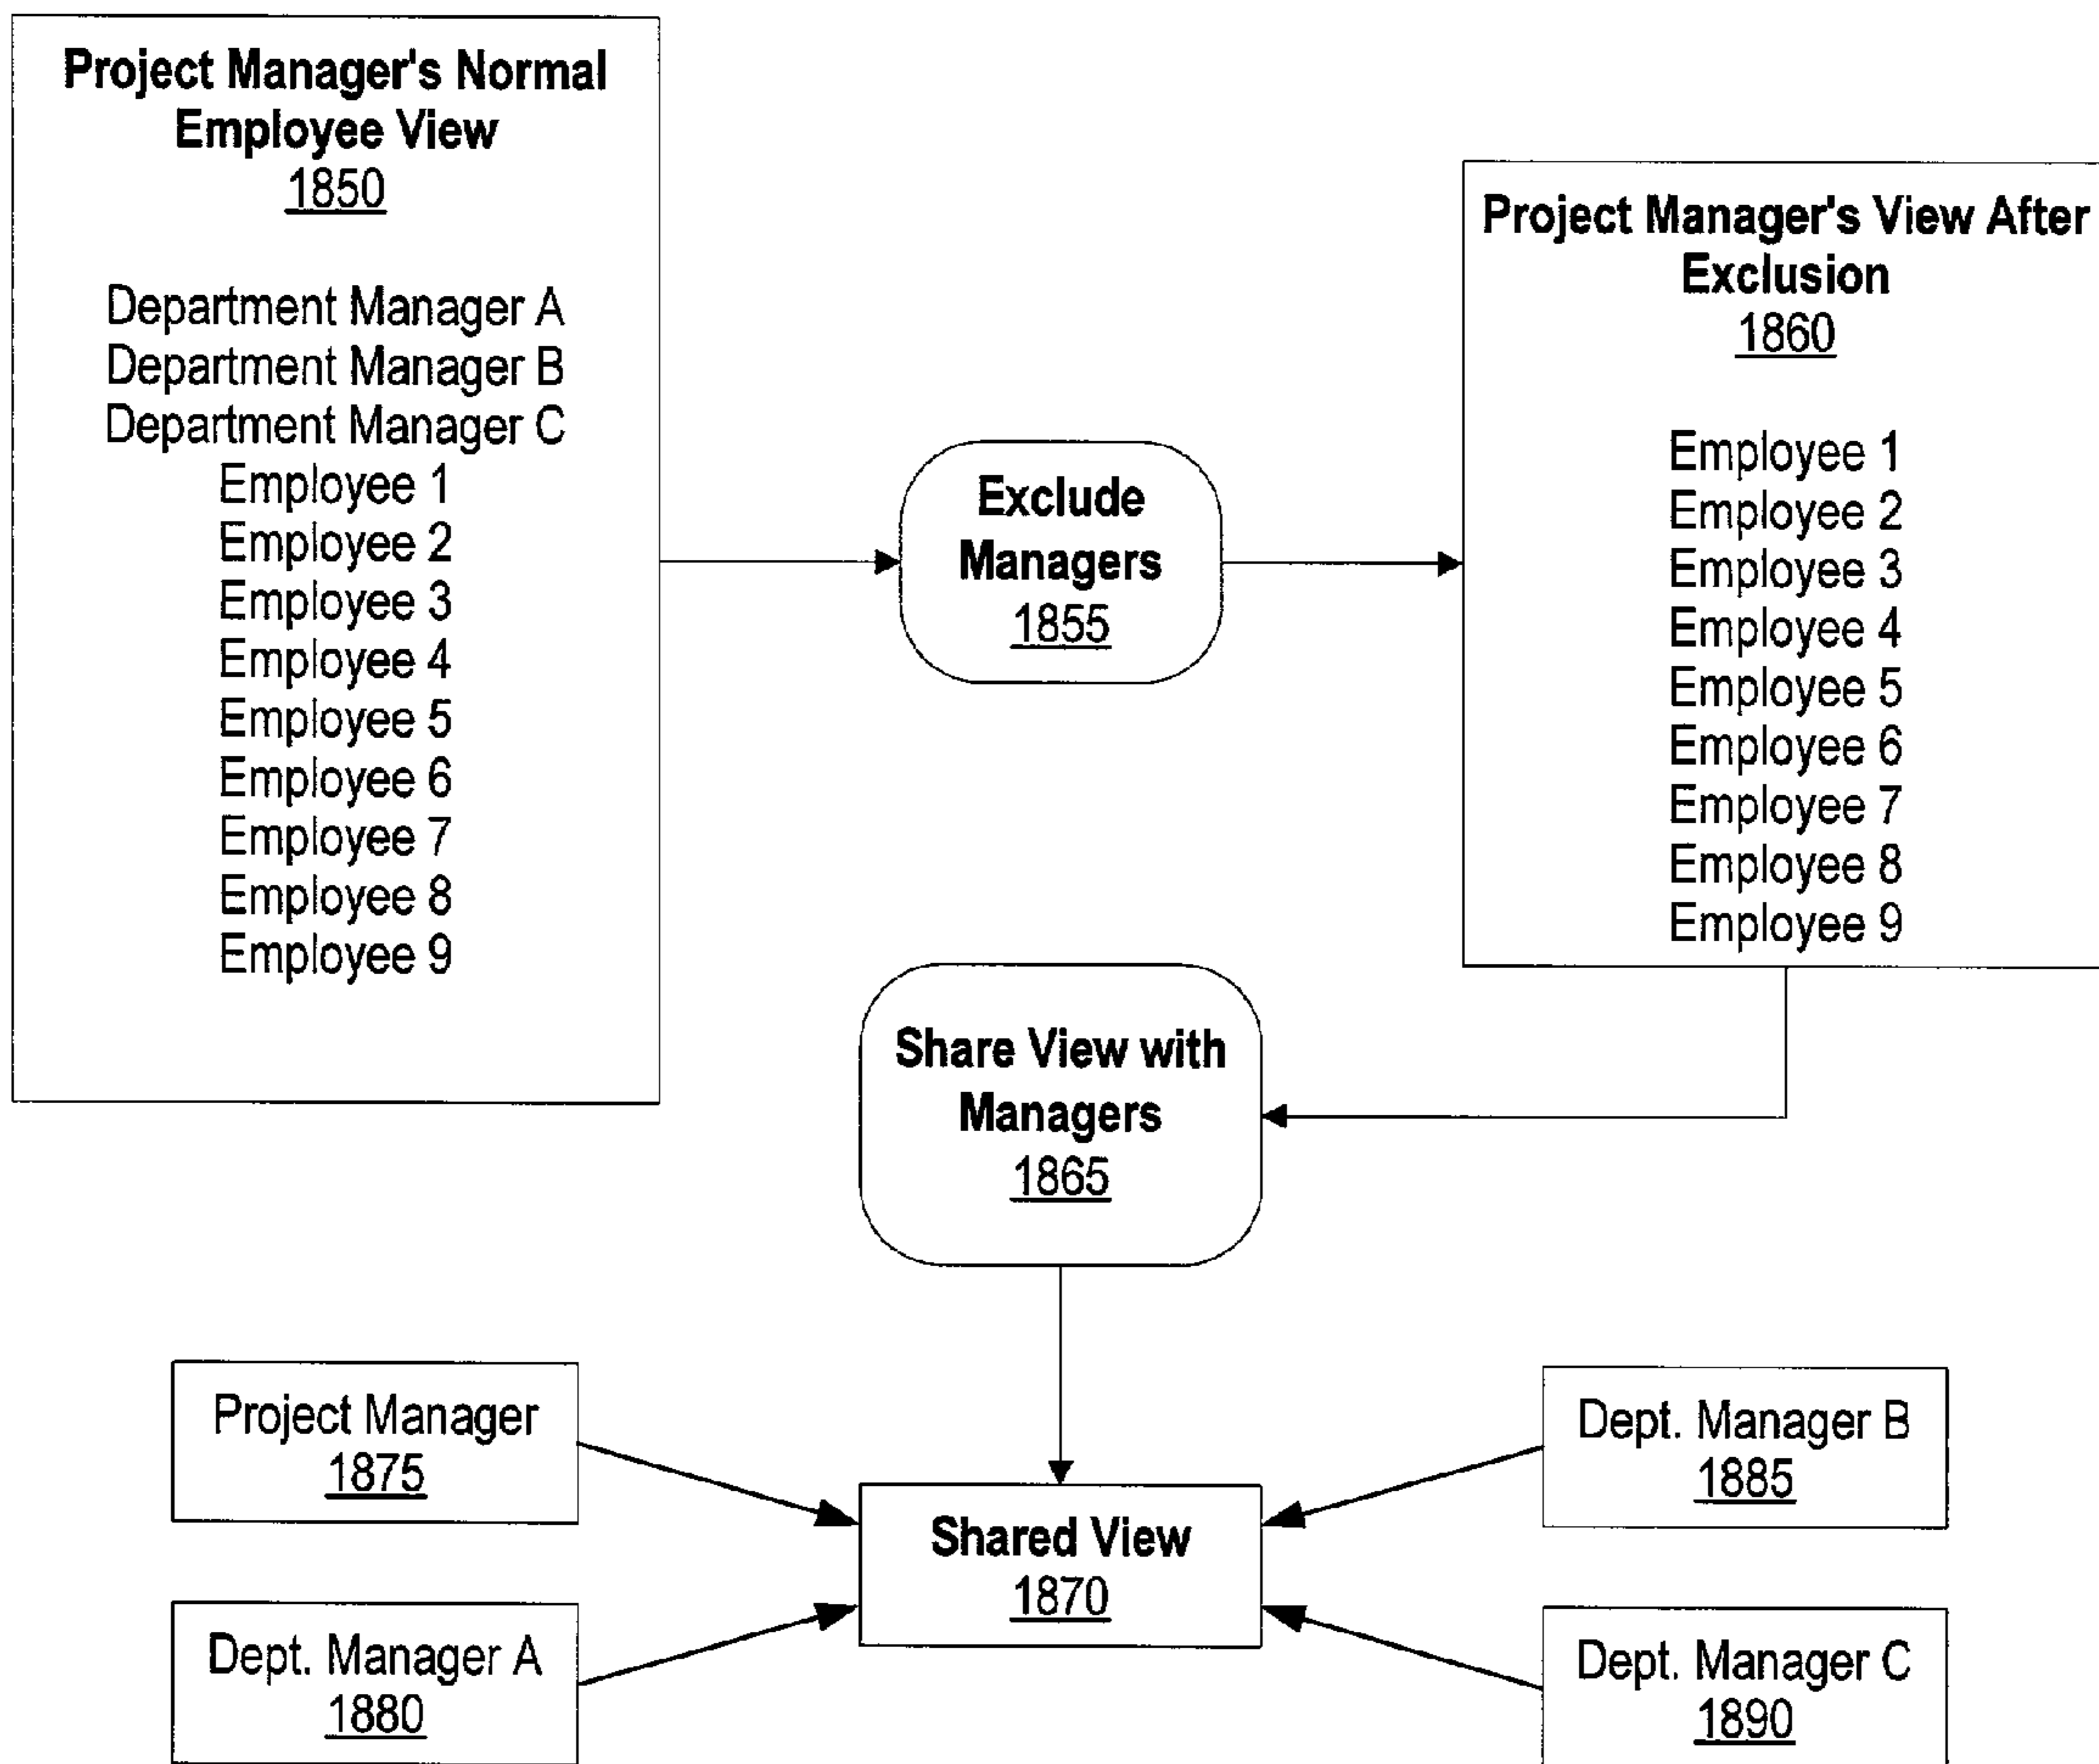 Project Manager's Normal
Employee View
1850
Department Manager A
Department Manager B
Department Manager C
Employee 1
Employee 2
Employee 3
Employee 4
Employee 5
Employee 6
Employee 7
Employee 8
Employee 9
Exclude
Managers
1855
Project Manager's View After
Exclusion
1860
Employee 1
Employee 2
Employee 3
Employee 4
Employee 5
Employee 6
Employee 7
Employee 8
Employee 9
Share View with
Managers
1865
Project Manager
1875
Dept. Manager A
1880
Shared View
1870
Dept. Manager B
1885
Dept. Manager C
1890